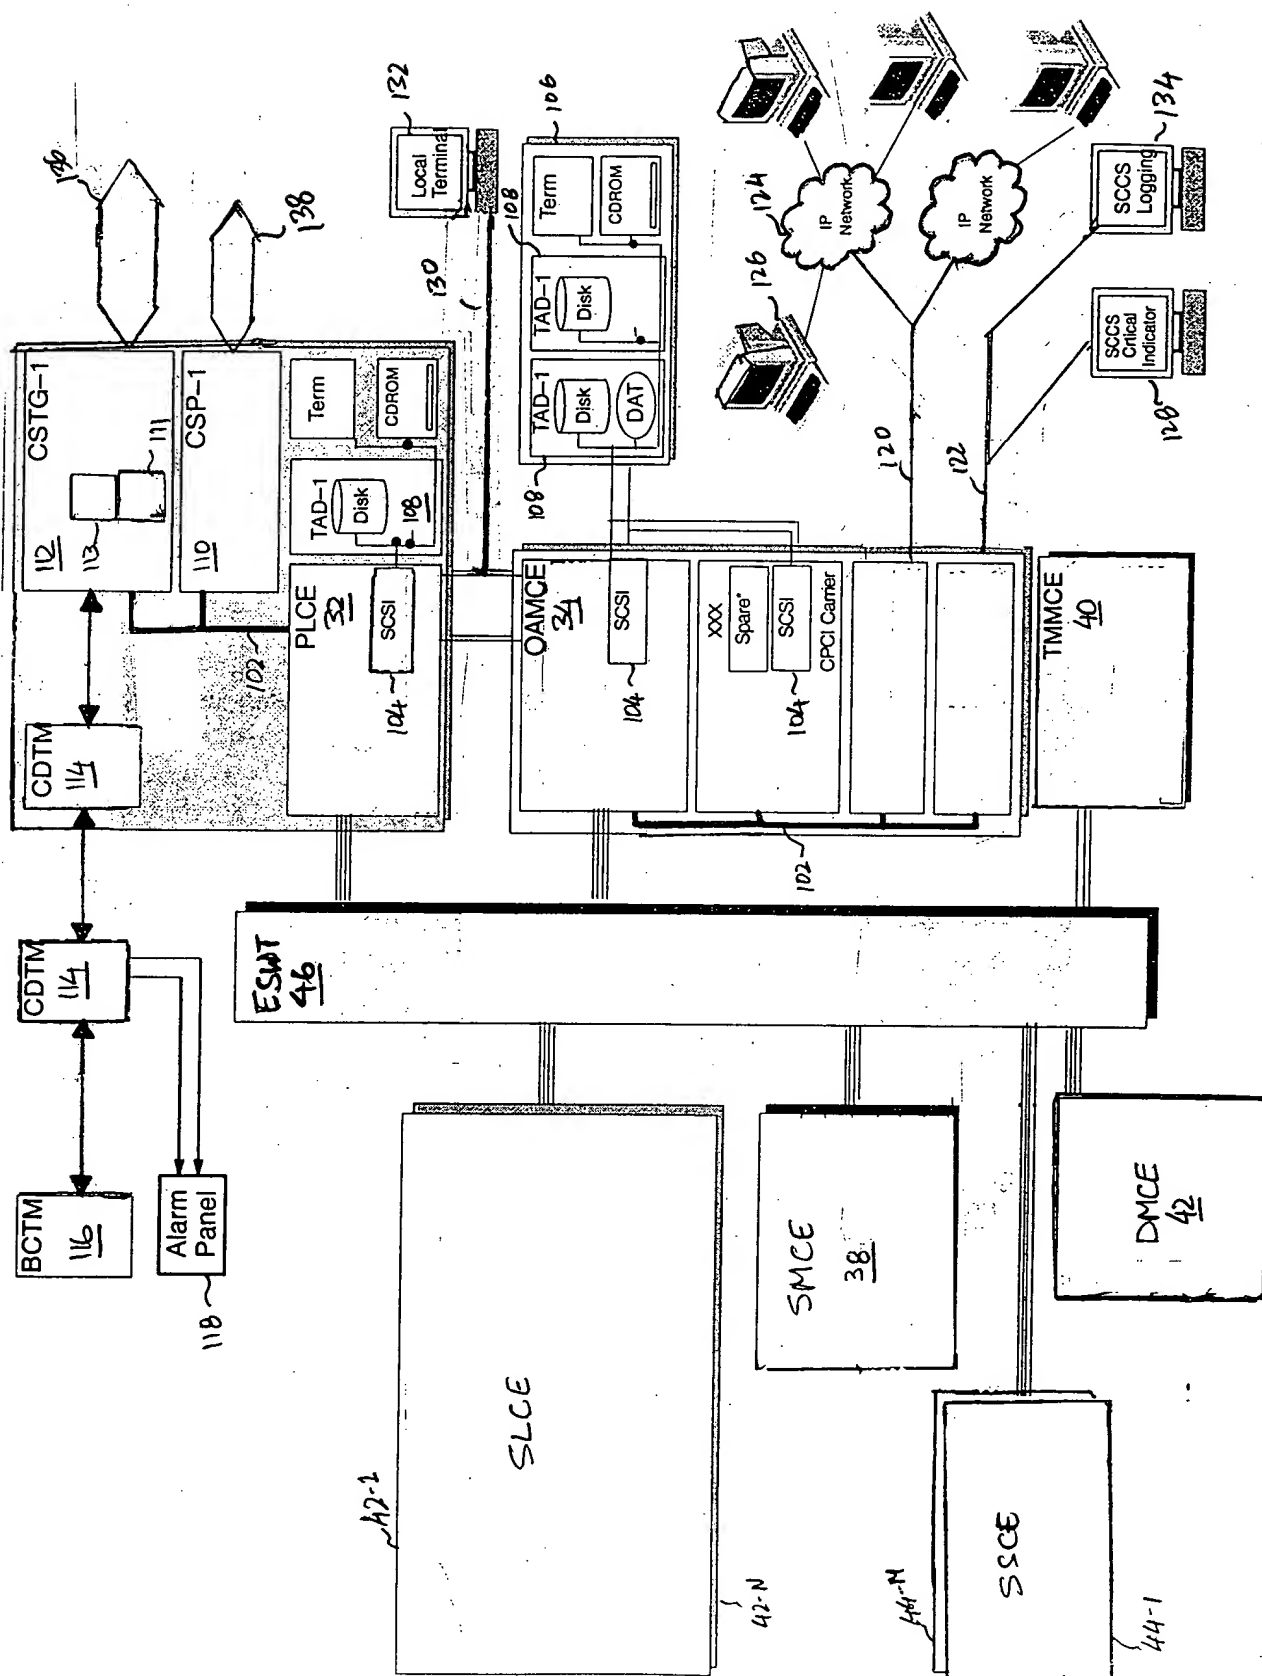 BCTM
116
CDTM
114
CDTM
114
CSTG-1
112
113
111
136
CSP-1
110
138
Alarm
Panel
118
102
PLCE
32
SCSI
104
TAD-1
Disk
108
Term
CDROM
130
Local
Terminal
132
ESWT
46
OAMCE
34
SCSI
104
XXX
Spare*
SCSI
CPCI Carrier
104
102
108
TAD-1
Disk
DAT
TAD-1
Disk
108
Term
CDROM
106
120
122
126
124
IP
Network
IP
Network
TMMCE
40
SCCS
Critical
Indicator
128
SCCS
Logging
134
42-1
SLCE
42-N
SMCE
38
44-M
SSCE
44-1
DMCE
42